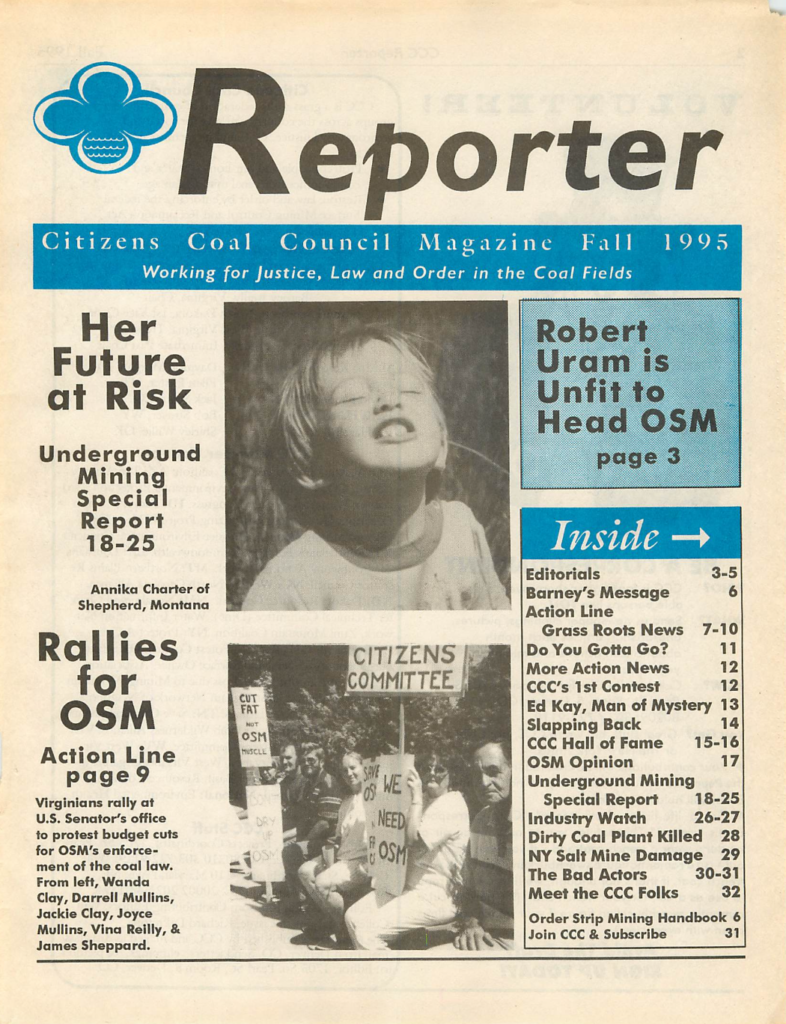 Reporter
Citizens Coal Council Magazine Fall 1995
Working for Justice, Law and Order in the Coal Fields
Her
Future
at Risk
Underground
Mining
Special
Report
18-25
Annika Charter of
Shepherd, Montana
Robert
Uram is
Unfit to
Head OSM
page 3
Rallies
for
OSM
Action Line
page 9
Virginians rally at
U.S. Senator's office
to protest budget cuts
for OSM's enforce-
ment of the coal law.
From left, Wanda
Clay, Darrell Mullins,
Jackie Clay, Joyce
Mullins, Vina Reilly, &
James Sheppard.
CITIZENS
COMMITTEE
CUT
FAT
NOT
OSM
MUSCLE
SAVE
OSM
WE
NEED
OSM
Inside →
Editorials 3-5
Barney's Message 6
Action Line
Grass Roots News 7-10
Do You Gotta Go? 11
More Action News 12
CCC's 1st Contest 12
Ed Kay, Man of Mystery 13
Slapping Back 14
CCC Hall of Fame 15-16
OSM Opinion 17
Underground Mining
Special Report 18-25
Industry Watch 26-27
Dirty Coal Plant Killed 28
NY Salt Mine Damage 29
The Bad Actors 30-31
Meet the CCC Folks 32
Order Strip Mining Handbook 6
Join CCC & Subscribe 31